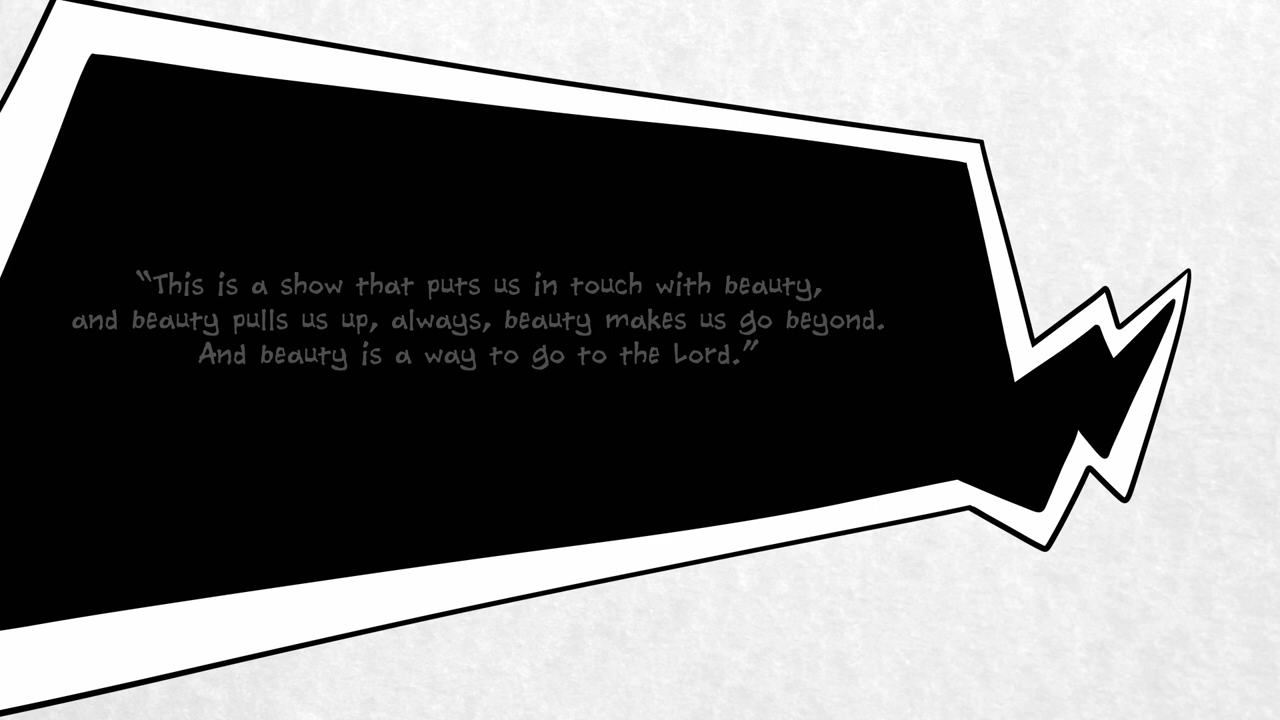 “This is a show that puts us in touch with beauty,
and beauty pulls us up, always, beauty makes us go beyond.
And beauty is a way to go to the Lord.”